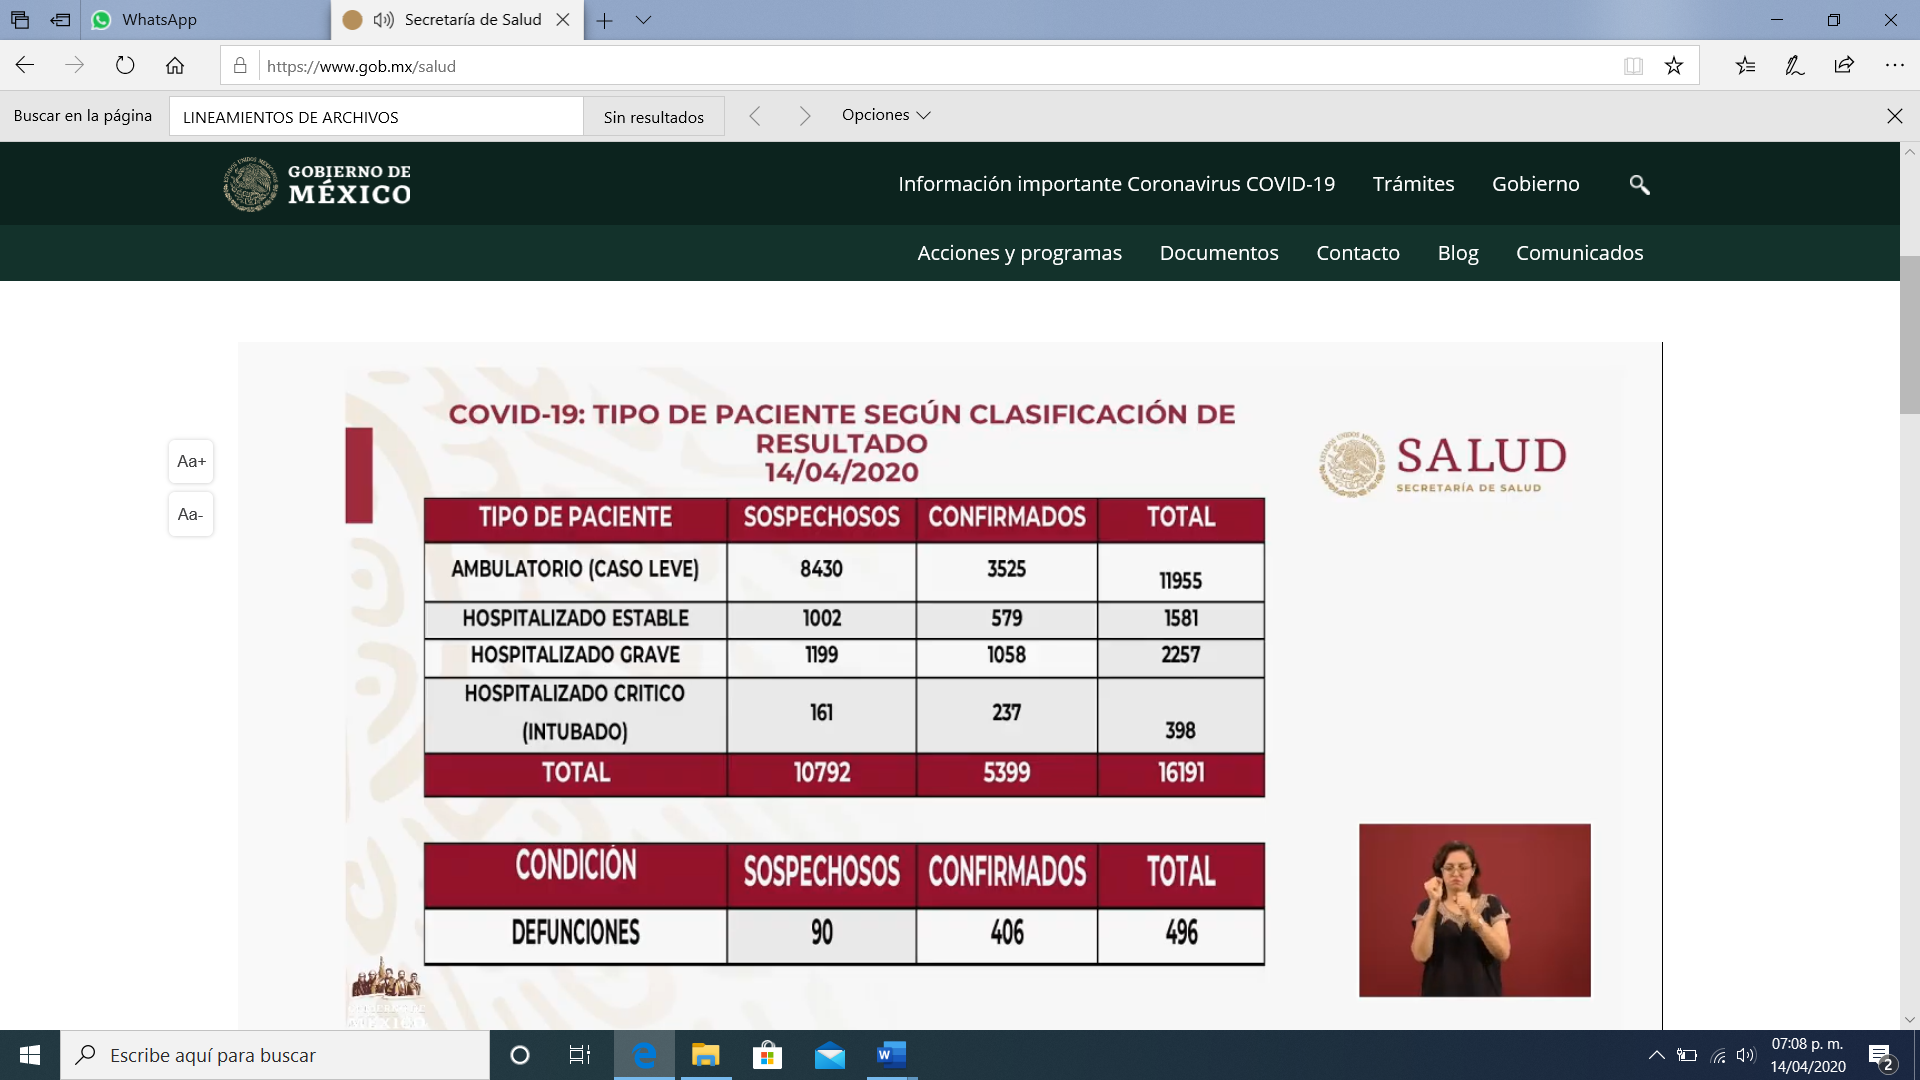 WhatsApp
Secretaría de Salud
https://www.gob.mx/salud
Buscar en la página
LINEAMIENTOS DE ARCHIVOS
Sin resultados
Opciones
GOBIERNO DE
MÉXICO
Información importante Coronavirus COVID-19
Trámites
Gobierno
Acciones y programas
Documentos
Contacto
Blog
Comunicados
Aa+
Aa-
COVID-19: TIPO DE PACIENTE SEGÚN CLASIFICACIÓN DE
RESULTADO
14/04/2020
SALUD
SECRETARÍA DE SALUD
TIPO DE PACIENTE SOSPECHOSOS CONFIRMADOS TOTAL
AMBULATORIO (CASO LEVE) 8430 3525 11955
HOSPITALIZADO ESTABLE 1002 579 1581
HOSPITALIZADO GRAVE 1199 1058 2257
HOSPITALIZADO CRITICO
(INTUBADO) 161 237 398
TOTAL 10792 5399 16191
CONDICIÓN SOSPECHOSOS CONFIRMADOS TOTAL
DEFUNCIONES 90 406 496
MÉXICO
Escribe aquí para buscar
07:08 p. m.
14/04/2020
2